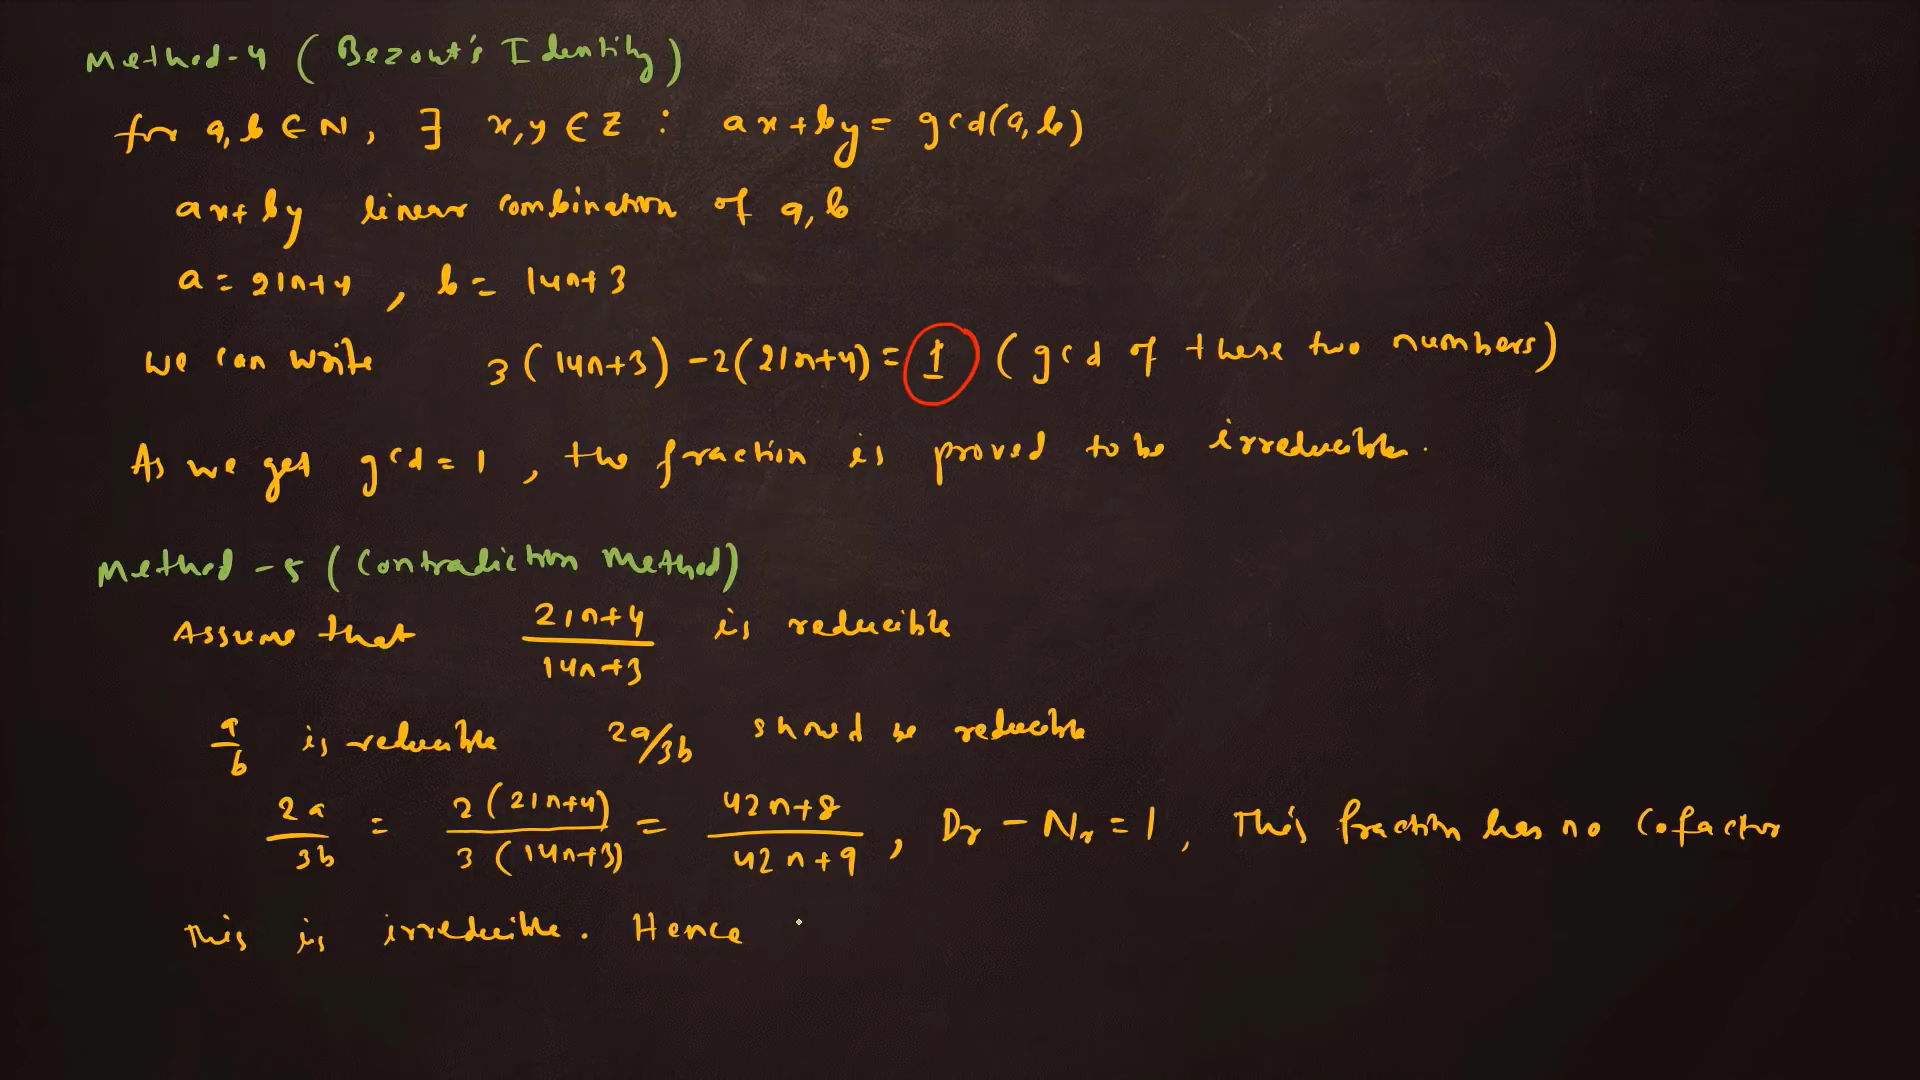 Method-4 (Bezout's Identity)
for a, b ∈ N, ∃ x, y ∈ Z : ax + by = gcd(a, b)
ax + by linear combination of a, b
a = 21n+4 , b = 14n+3
We can write 3(14n+3) - 2(21n+4) = 1 (gcd of these two numbers)
As we get gcd = 1, the fraction is proved to be irreducible.
Method - 5 (Contradiction Method)
Assume that (21n+4)/(14n+3) is reducible
a/b is reducible 2a/3b should be reducible
2a/3b = 2(21n+4)/3(14n+3) = (42n+8)/(42n+9), Dr - Nr = 1, This fraction has no cofactor
This is irreducible. Hence